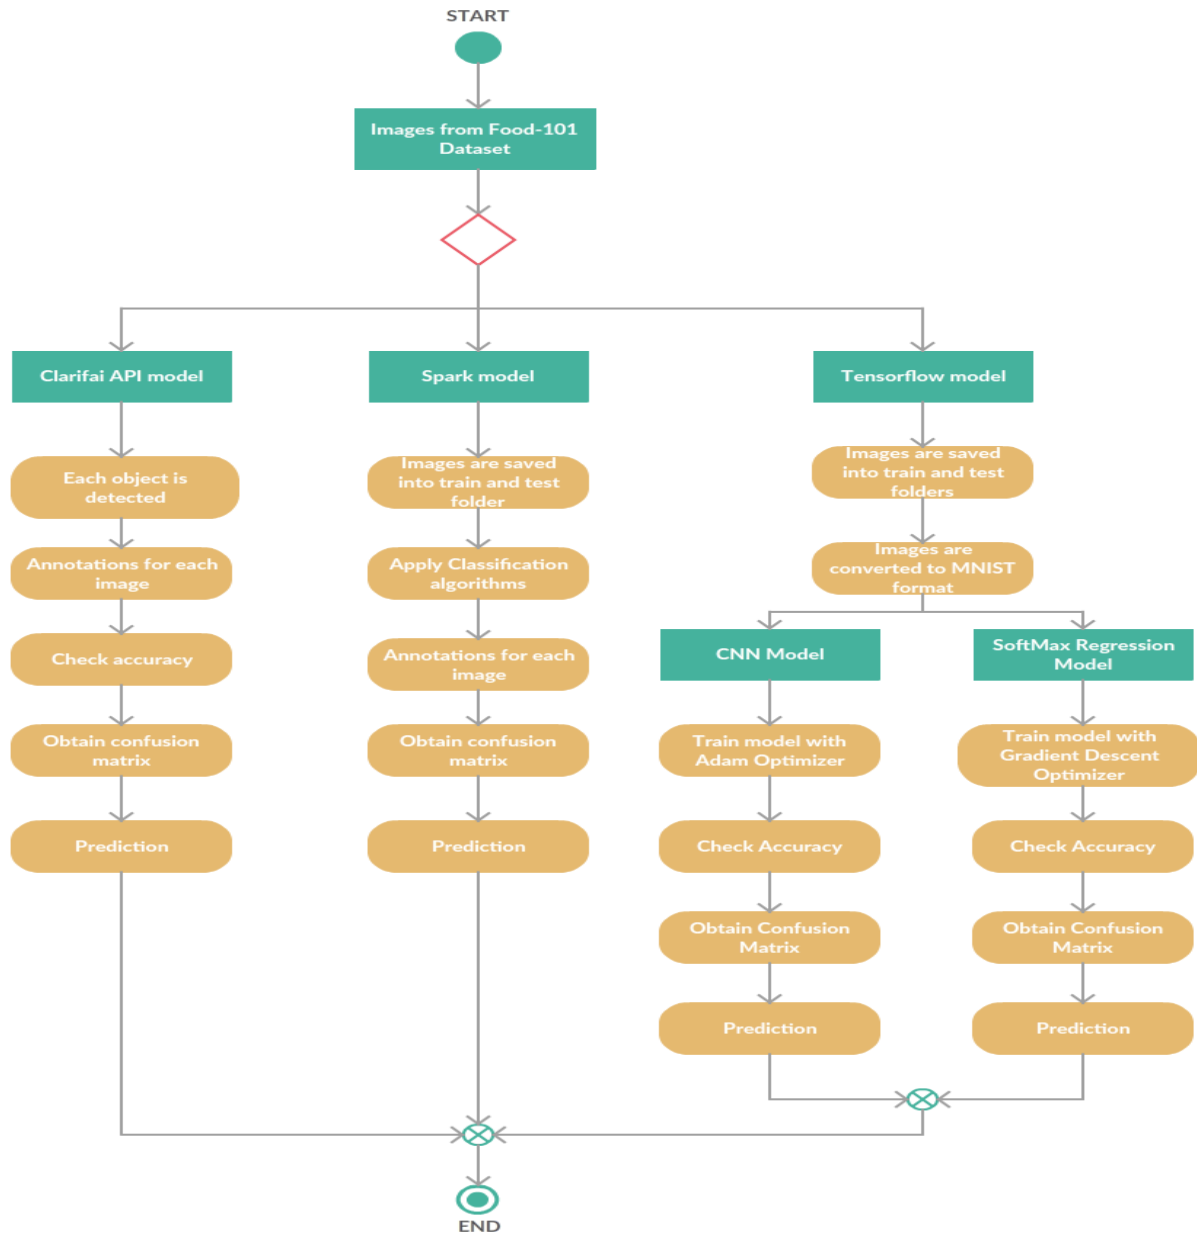 START
Images from Food-101
Dataset
Clarifai API model
Spark model
Tensorflow model
Each object is
detected
Images are saved
into train and test
folder
Images are saved
into train and test
folders
Annotations for each
image
Apply Classification
algorithms
Images are
converted to MNIST
format
Check accuracy
Annotations for each
image
CNN Model
SoftMax Regression
Model
Obtain confusion
matrix
Obtain confusion
matrix
Train model with
Adam Optimizer
Train model with
Gradient Descent
Optimizer
Prediction
Prediction
Check Accuracy
Check Accuracy
Obtain Confusion
Matrix
Obtain Confusion
Matrix
Prediction
Prediction
END